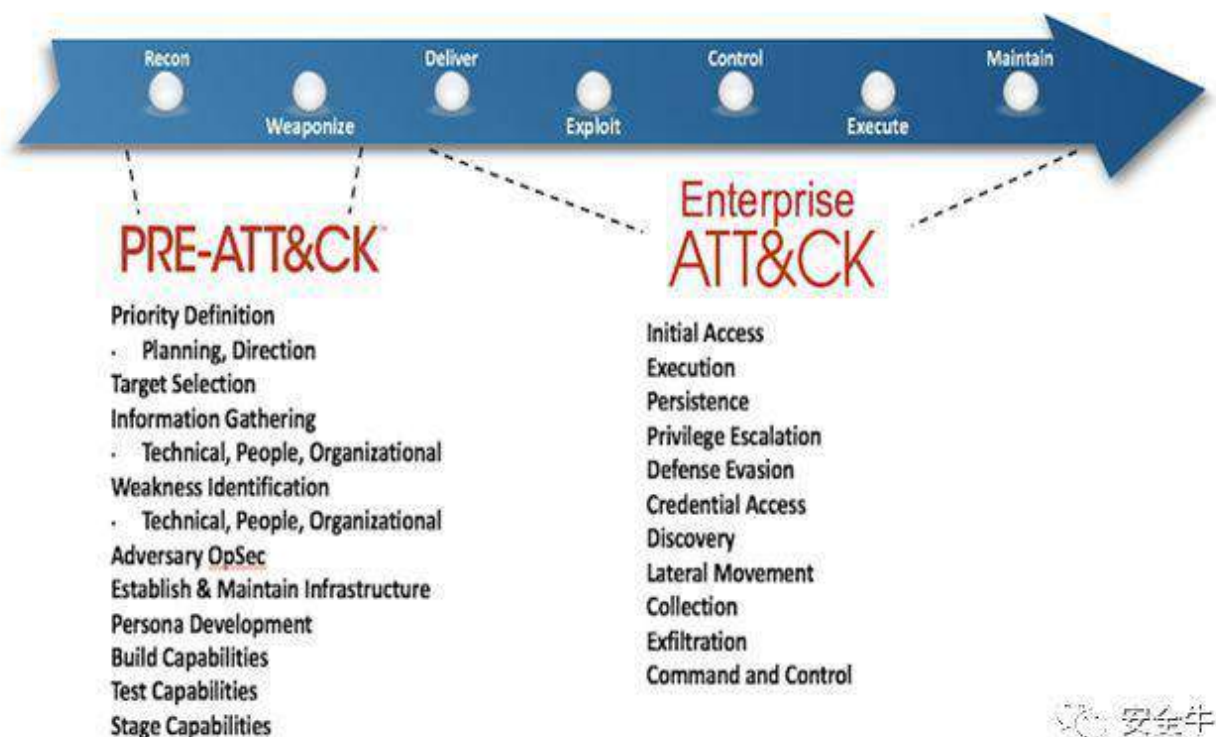 Recon
Deliver
Control
Maintain
Weaponize
Exploit
Execute
PRE-ATT&CK™
Priority Definition
· Planning, Direction
Target Selection
Information Gathering
· Technical, People, Organizational
Weakness Identification
· Technical, People, Organizational
Adversary OpSec
Establish & Maintain Infrastructure
Persona Development
Build Capabilities
Test Capabilities
Stage Capabilities
Enterprise
ATT&CK
Initial Access
Execution
Persistence
Privilege Escalation
Defense Evasion
Credential Access
Discovery
Lateral Movement
Collection
Exfiltration
Command and Control
安全牛